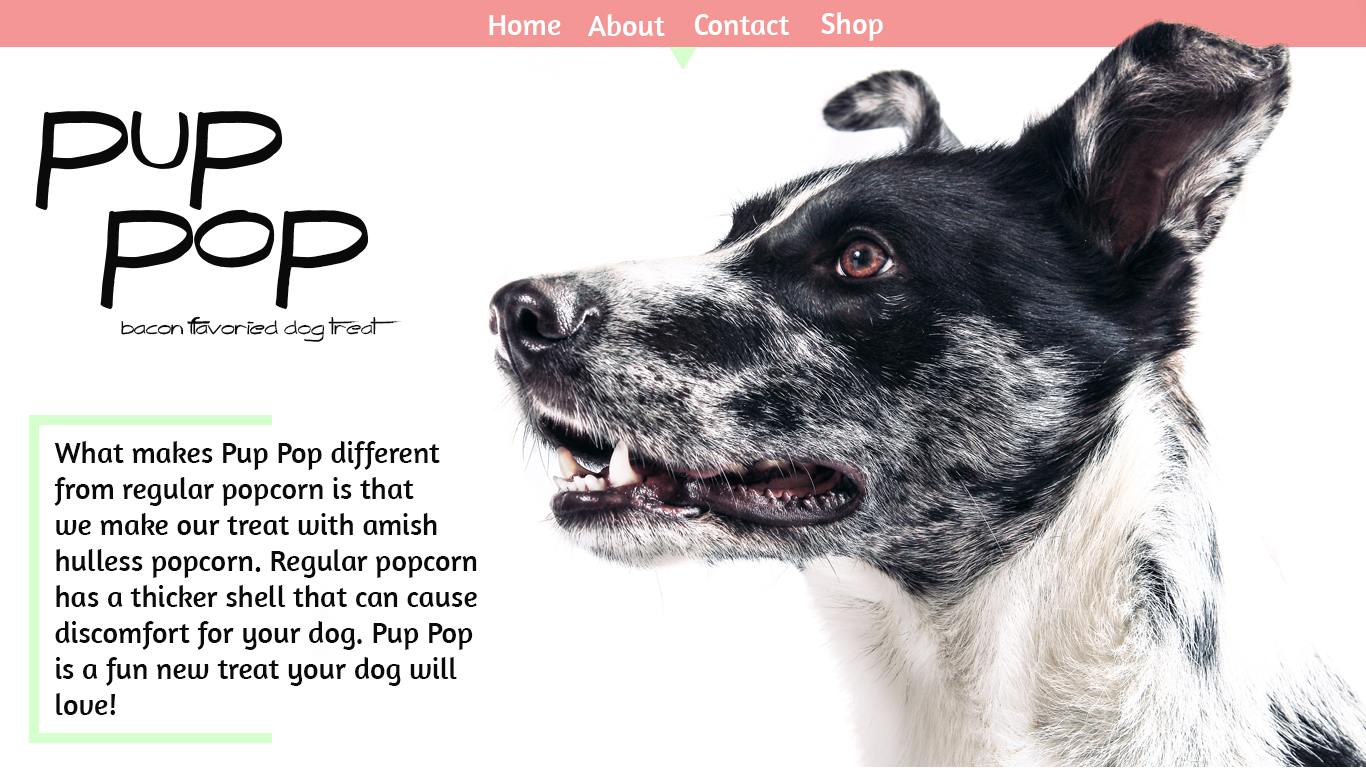 Home About Contact Shop
pup
pop
bacon flavoried dog treat
What makes Pup Pop different
from regular popcorn is that
we make our treat with amish
hulless popcorn. Regular popcorn
has a thicker shell that can cause
discomfort for your dog. Pup Pop
is a fun new treat your dog will
love!